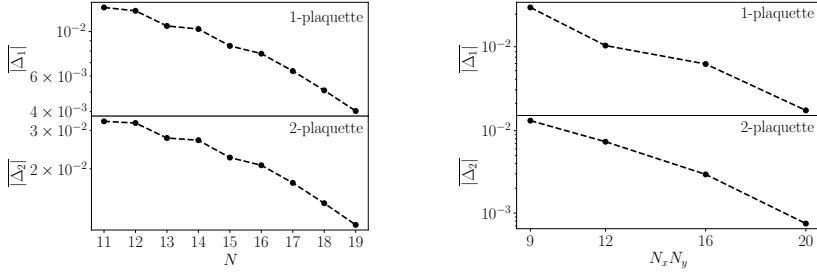 1-plaquette
10⁻²
6 × 10⁻³
4 × 10⁻³
|Δ₁|
2-plaquette
3 × 10⁻²
2 × 10⁻²
|Δ₂|
11 12 13 14 15 16 17 18 19
N
1-plaquette
10⁻²
|Δ₁|
2-plaquette
10⁻²
10⁻³
|Δ₂|
9 12 16 20
NₓNᵧ